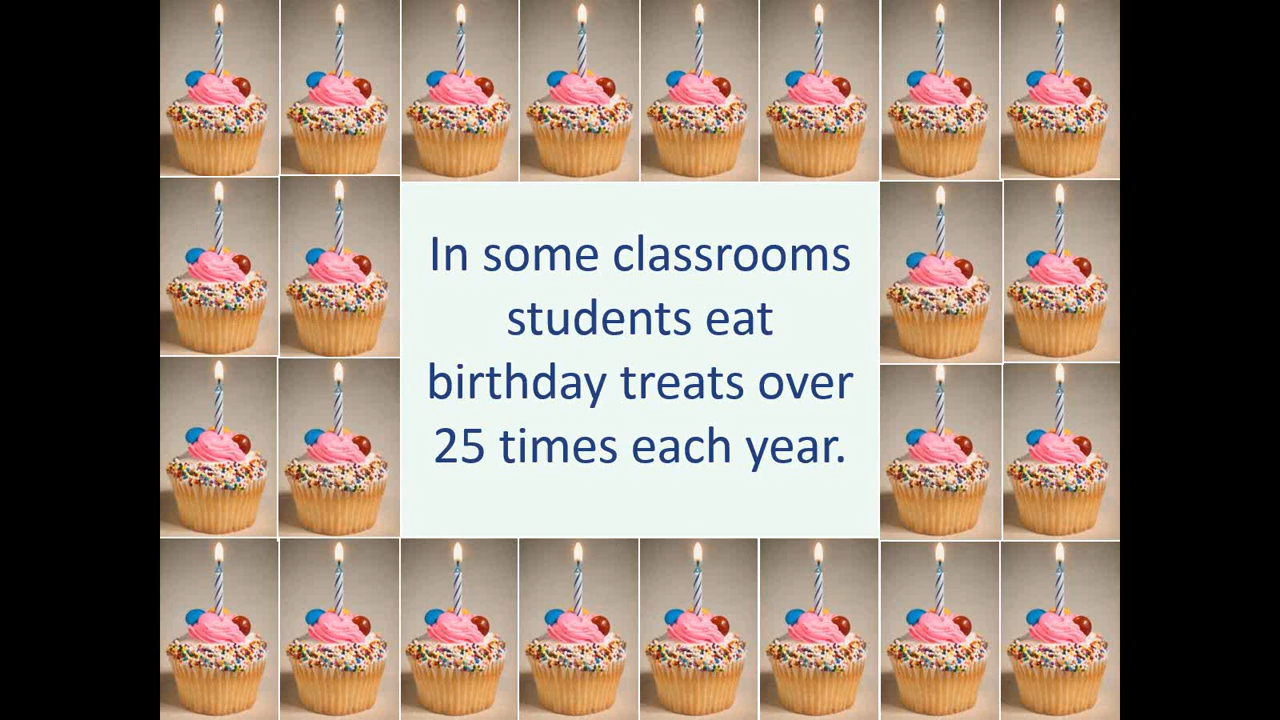 In some classrooms
students eat
birthday treats over
25 times each year.